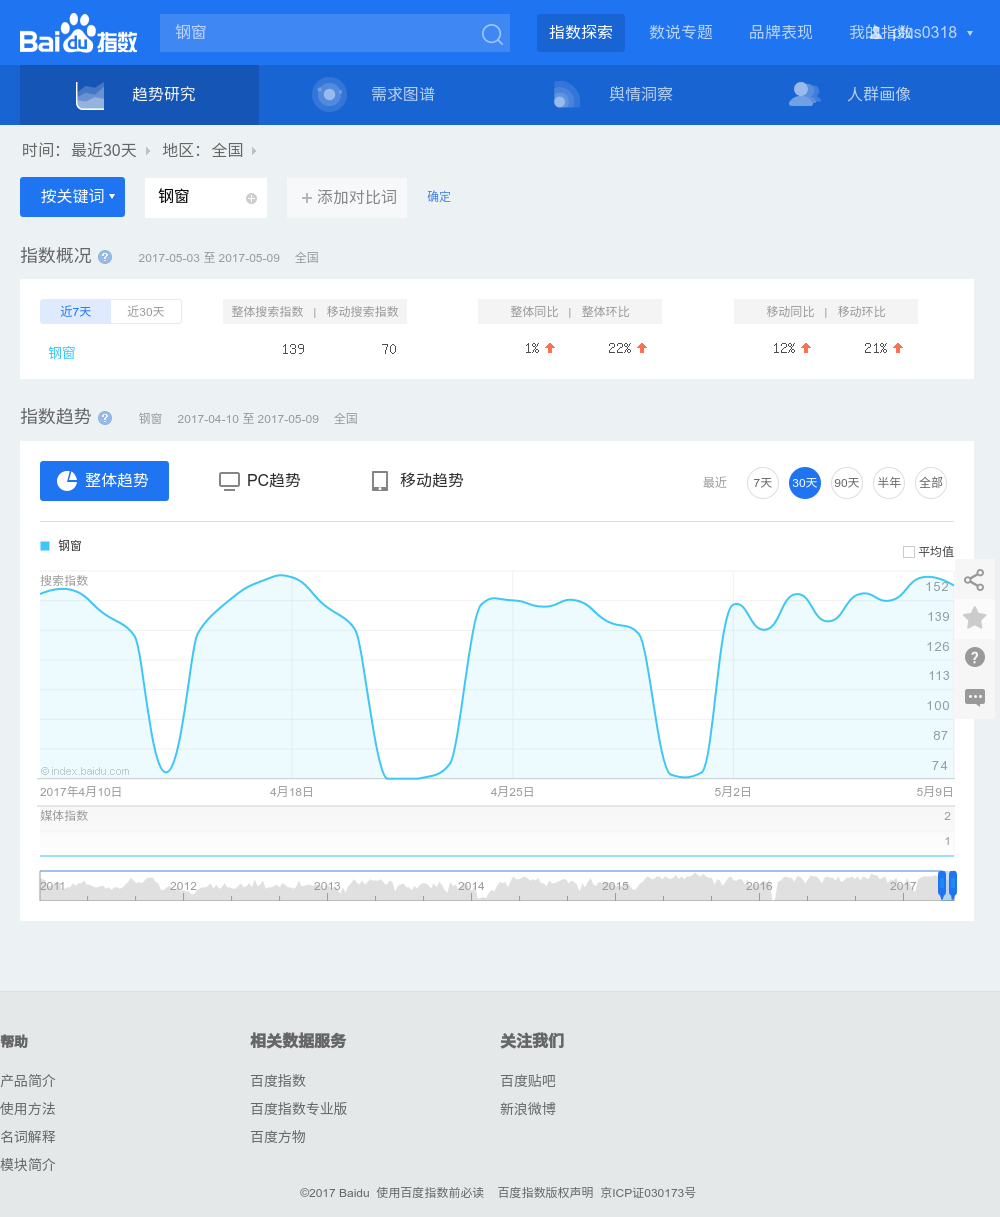 Bai du 指数
钢窗
指数探索 数说专题 品牌表现 我的指数 plus0318
趋势研究 需求图谱 舆情洞察 人群画像
时间： 最近30天 地区： 全国
按关键词 钢窗 添加对比词 确定
指数概况 ? 2017-05-03 至 2017-05-09 全国
近7天 近30天 整体搜索指数 | 移动搜索指数 整体同比 | 整体环比 移动同比 | 移动环比
钢窗 139 70 1% 22% 12% 21%
指数趋势 ? 钢窗 2017-04-10 至 2017-05-09 全国
整体趋势 PC趋势 移动趋势 最近 7天 30天 90天 半年 全部
钢窗
平均值
搜索指数
152
139
126
?
113
100
87
74
©index.baidu.com
2017年4月10日 4月18日 4月25日 5月2日 5月9日
媒体指数 2
1
2011 2012 2013 2014 2015 2016 2017
帮助 相关数据服务 关注我们
产品简介 百度指数 百度贴吧
使用方法 百度指数专业版 新浪微博
名词解释 百度方物
模块简介
©2017 Baidu 使用百度指数前必读 百度指数版权声明 京ICP证030173号